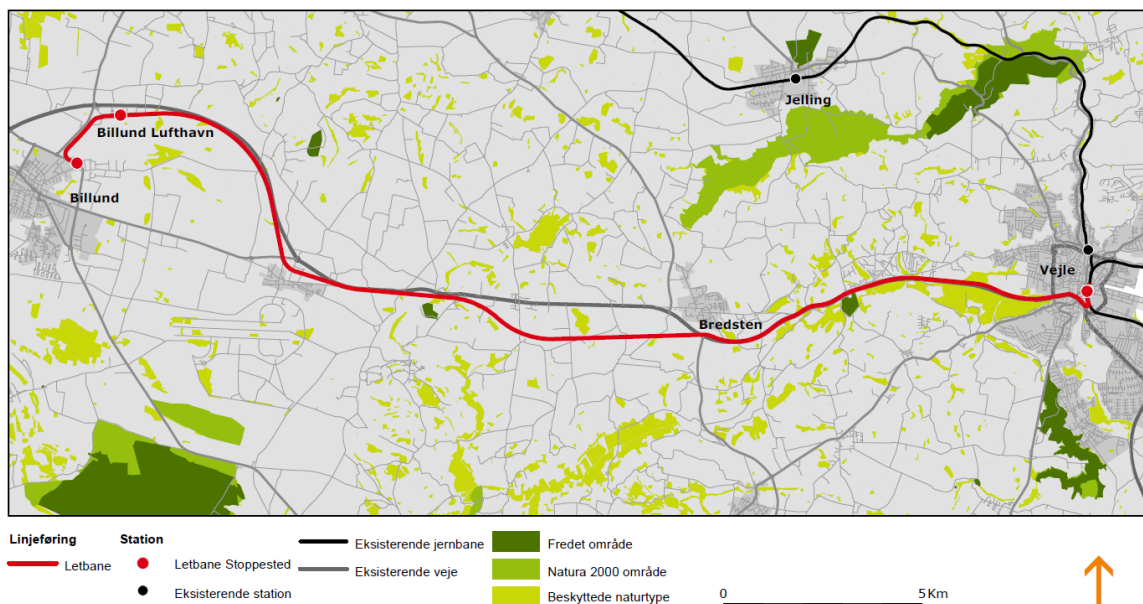 Jelling
Billund Lufthavn
Billund
Vejle
Bredsten
Linjeføring
Letbane
Station
Letbane Stoppested
Eksisterende station
Eksisterende jernbane
Eksisterende veje
Fredet område
Natura 2000 område
Beskyttede naturtype
0 5 Km